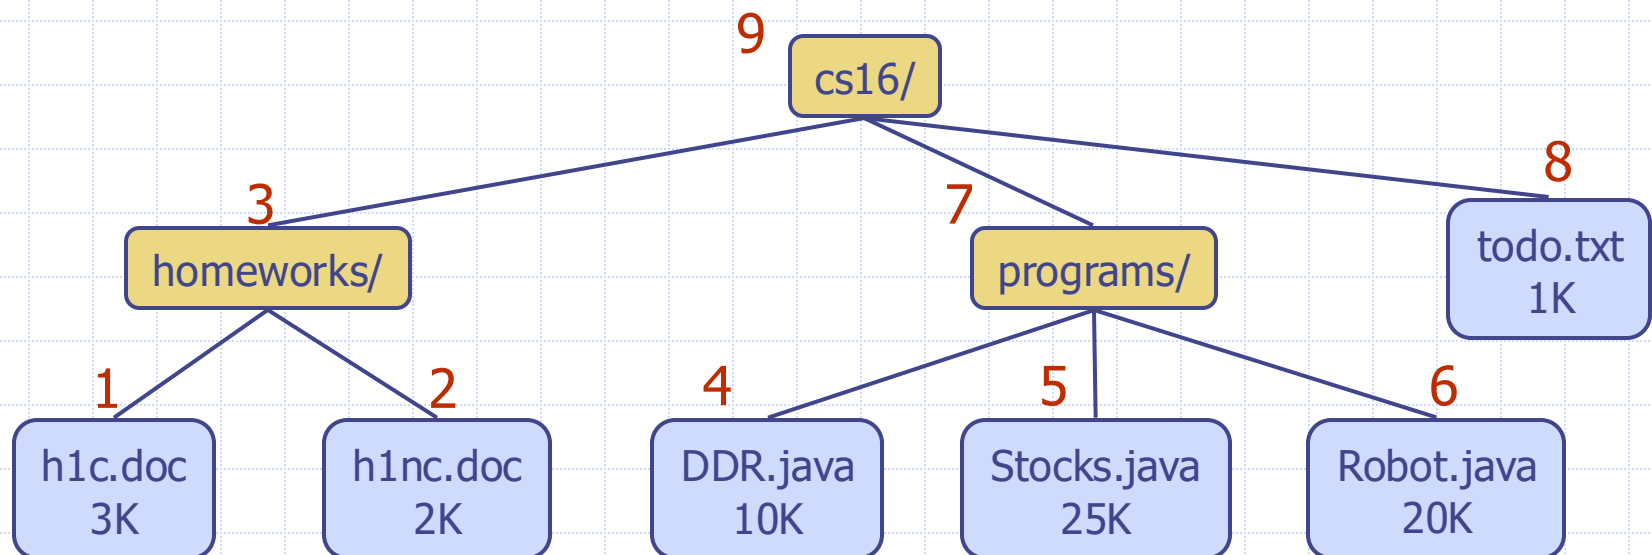 9
cs16/
8
3
7
homeworks/
programs/
todo.txt
1K
1
2
4
5
6
h1c.doc
3K
h1nc.doc
2K
DDR.java
10K
Stocks.java
25K
Robot.java
20K